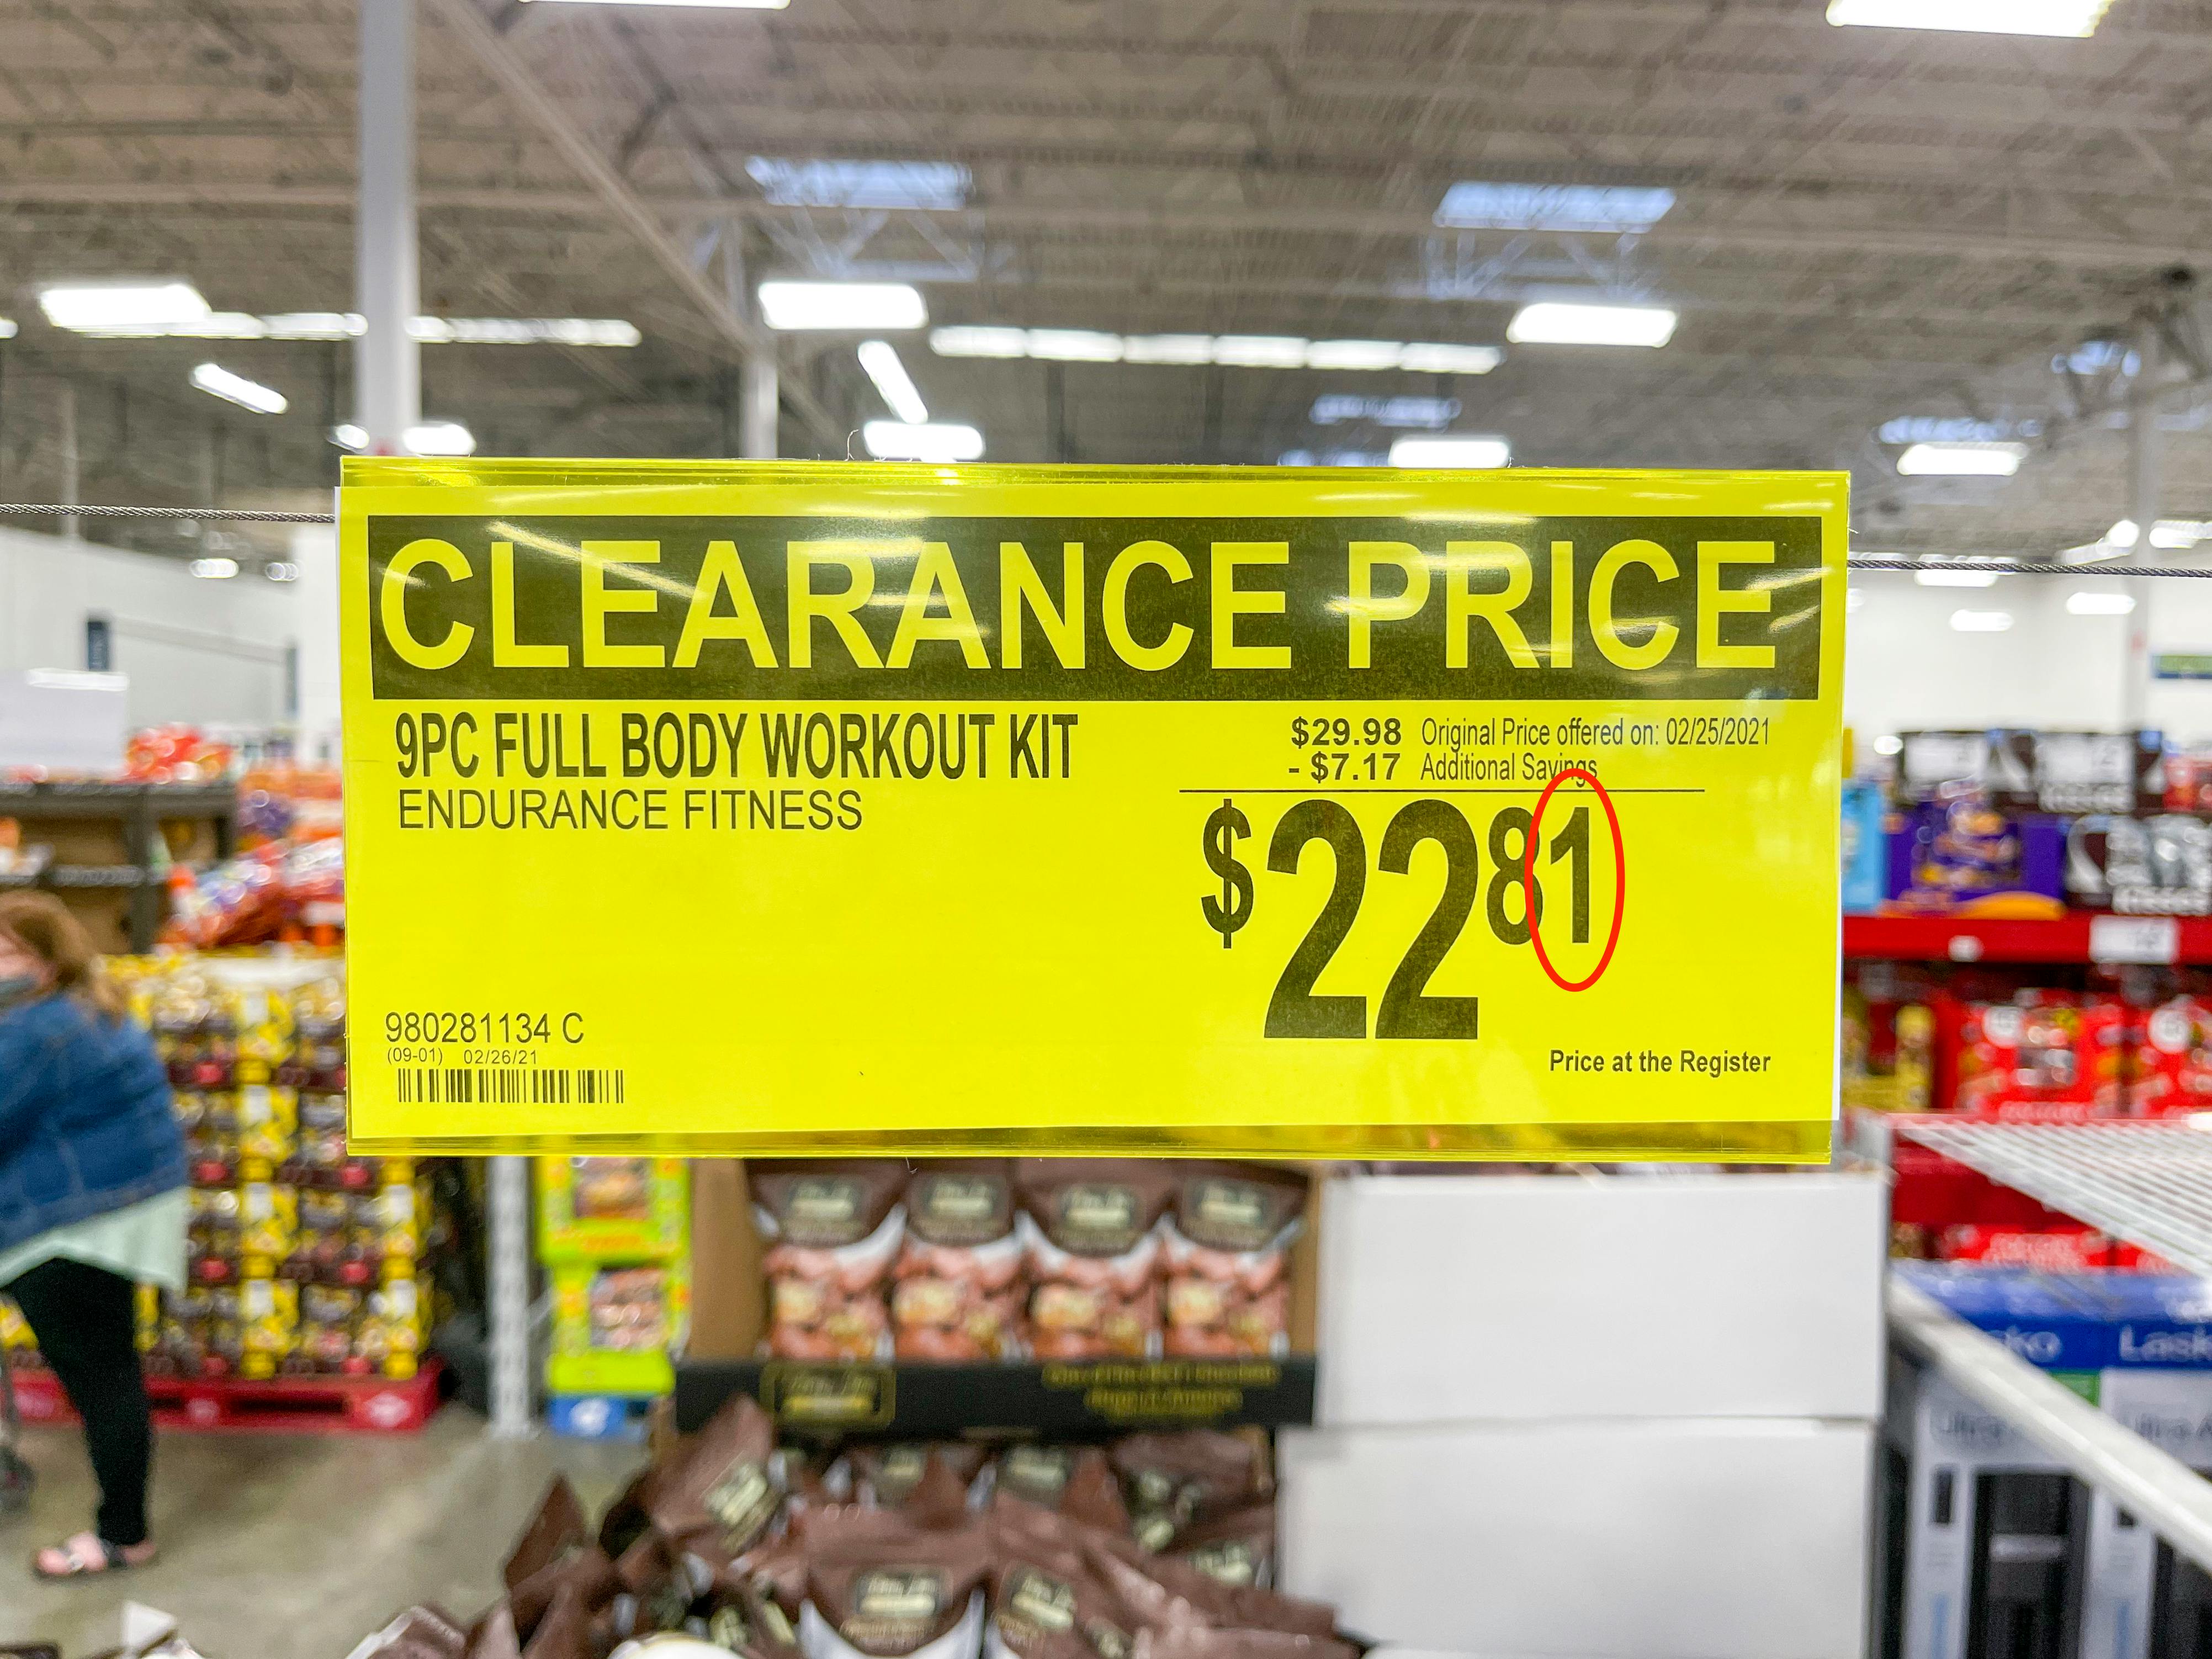 CLEARANCE PRICE
9PC FULL BODY WORKOUT KIT
ENDURANCE FITNESS
$29.98 Original Price offered on: 02/25/2021
- $7.17 Additional Savings
$22 81
Price at the Register
980281134 C
(09-01) 02/26/21
Lasko